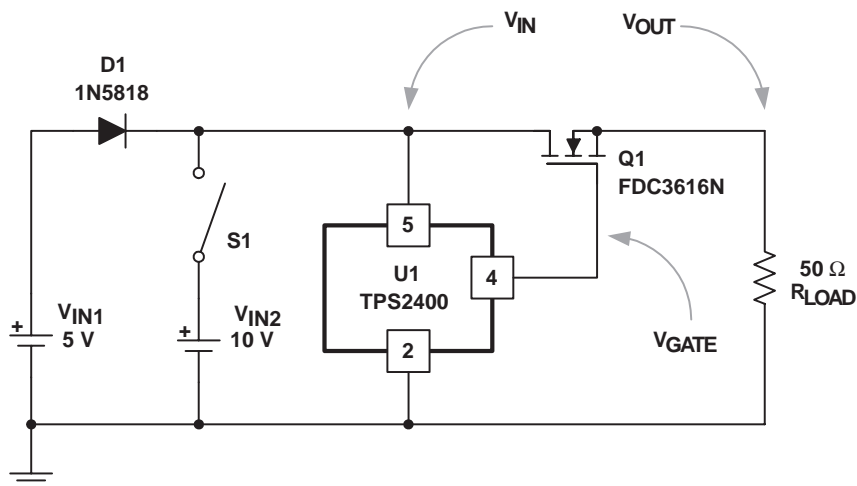 VIN
VOUT
D1
1N5818
Q1
FDC3616N
5
S1
U1
TPS2400
4
50 Ω
RLOAD
+
VIN1
5 V
+
VIN2
10 V
2
VGATE